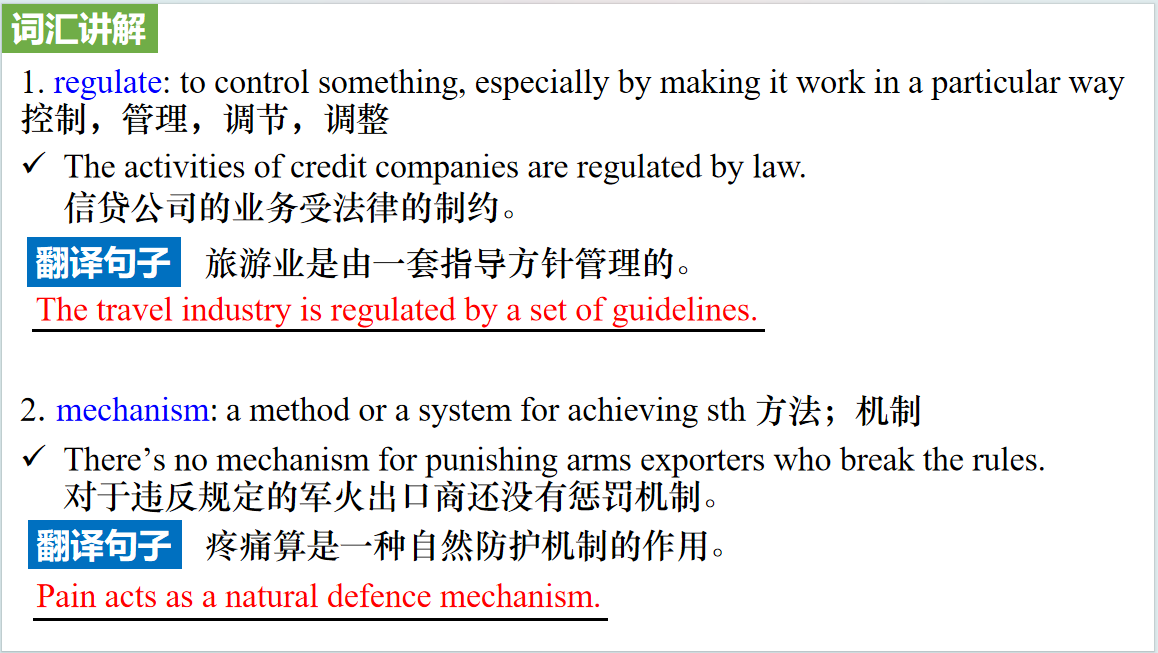 词汇讲解
1. regulate: to control something, especially by making it work in a particular way
控制，管理，调节，调整
✓ The activities of credit companies are regulated by law.
信贷公司的业务受法律的制约。
翻译句子 旅游业是由一套指导方针管理的。
The travel industry is regulated by a set of guidelines.
2. mechanism: a method or a system for achieving sth 方法；机制
✓ There’s no mechanism for punishing arms exporters who break the rules.
对于违反规定的军火出口商还没有惩罚机制。
翻译句子 疼痛算是一种自然防护机制的作用。
Pain acts as a natural defence mechanism.